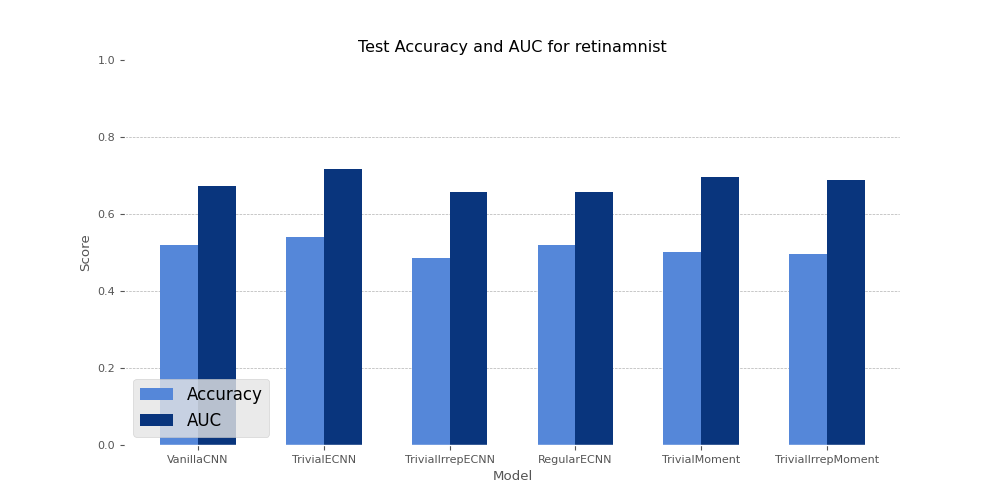 Test Accuracy and AUC for retinamnist
1.0
0.8
0.6
0.4
0.2
0.0
Score
Accuracy
AUC
VanillaCNN TrivialECNN TrivialIrrepECNN RegularECNN TrivialMoment TrivialIrrepMoment
Model